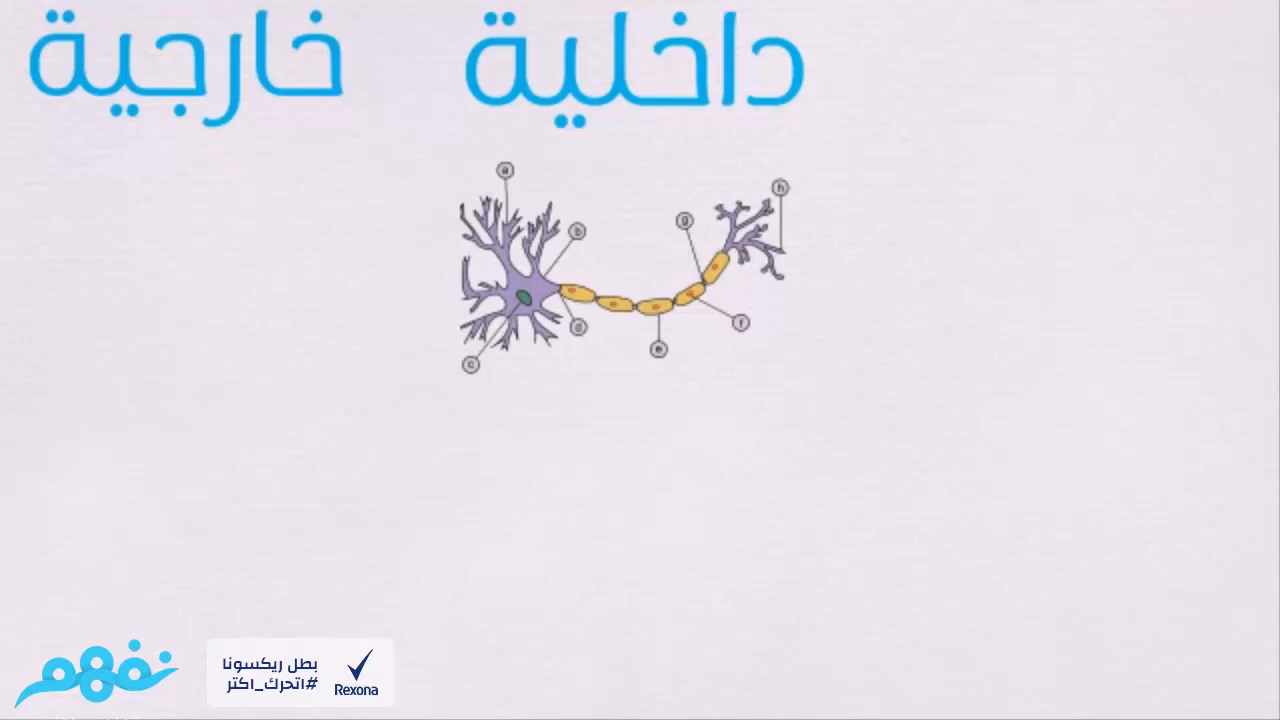 داخلية خارجية
a
h
g
b
d
f
e
c
نفهم
بطل ريكسونا
#اتحرك_اكتر
Rexona